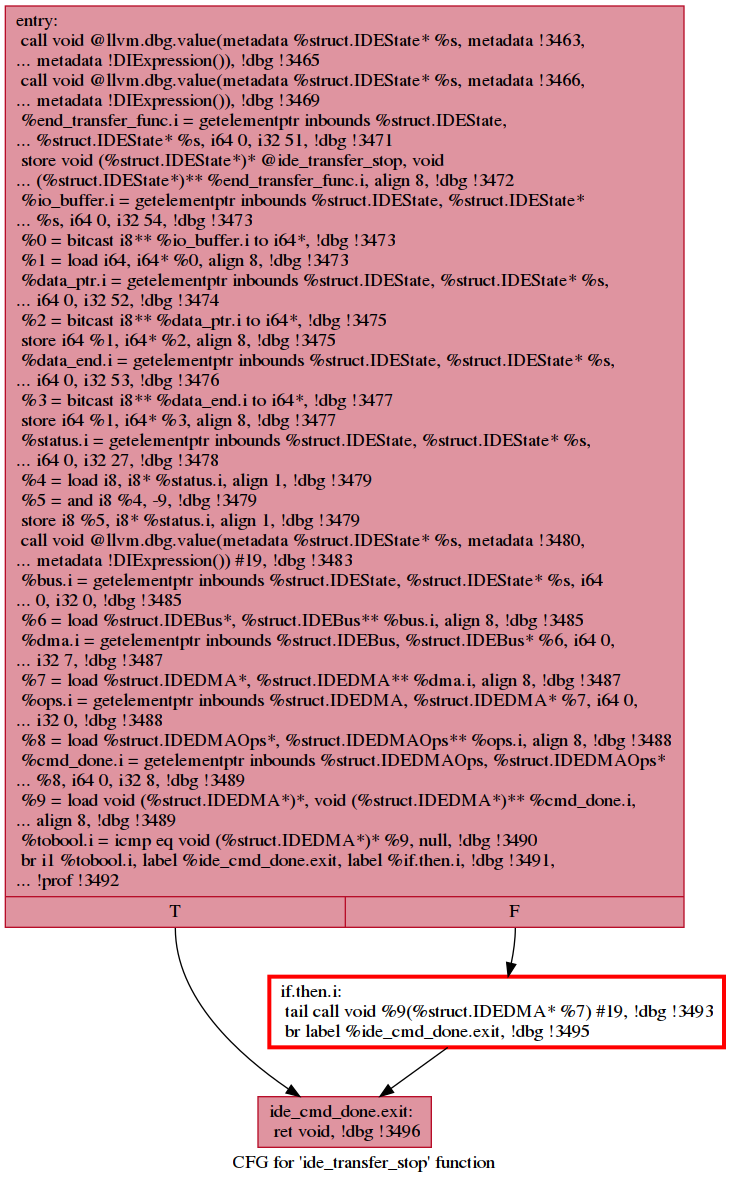 entry:
call void @llvm.dbg.value(metadata %struct.IDEState* %s, metadata !3463,
... metadata !DIExpression()), !dbg !3465
call void @llvm.dbg.value(metadata %struct.IDEState* %s, metadata !3466,
... metadata !DIExpression()), !dbg !3469
%end_transfer_func.i = getelementptr inbounds %struct.IDEState,
... %struct.IDEState* %s, i64 0, i32 51, !dbg !3471
store void (%struct.IDEState*)* @ide_transfer_stop, void
... (%struct.IDEState*)** %end_transfer_func.i, align 8, !dbg !3472
%io_buffer.i = getelementptr inbounds %struct.IDEState, %struct.IDEState*
... %s, i64 0, i32 54, !dbg !3473
%0 = bitcast i8** %io_buffer.i to i64*, !dbg !3473
%1 = load i64, i64* %0, align 8, !dbg !3473
%data_ptr.i = getelementptr inbounds %struct.IDEState, %struct.IDEState* %s,
... i64 0, i32 52, !dbg !3474
%2 = bitcast i8** %data_ptr.i to i64*, !dbg !3475
store i64 %1, i64* %2, align 8, !dbg !3475
%data_end.i = getelementptr inbounds %struct.IDEState, %struct.IDEState* %s,
... i64 0, i32 53, !dbg !3476
%3 = bitcast i8** %data_end.i to i64*, !dbg !3477
store i64 %1, i64* %3, align 8, !dbg !3477
%status.i = getelementptr inbounds %struct.IDEState, %struct.IDEState* %s,
... i64 0, i32 27, !dbg !3478
%4 = load i8, i8* %status.i, align 1, !dbg !3479
%5 = and i8 %4, -9, !dbg !3479
store i8 %5, i8* %status.i, align 1, !dbg !3479
call void @llvm.dbg.value(metadata %struct.IDEState* %s, metadata !3480,
... metadata !DIExpression()) #19, !dbg !3483
%bus.i = getelementptr inbounds %struct.IDEState, %struct.IDEState* %s, i64
... 0, i32 0, !dbg !3485
%6 = load %struct.IDEBus*, %struct.IDEBus** %bus.i, align 8, !dbg !3485
%dma.i = getelementptr inbounds %struct.IDEBus, %struct.IDEBus* %6, i64 0,
... i32 7, !dbg !3487
%7 = load %struct.IDEDMA*, %struct.IDEDMA** %dma.i, align 8, !dbg !3487
%ops.i = getelementptr inbounds %struct.IDEDMA, %struct.IDEDMA* %7, i64 0,
... i32 0, !dbg !3488
%8 = load %struct.IDEDMAOps*, %struct.IDEDMAOps** %ops.i, align 8, !dbg !3488
%cmd_done.i = getelementptr inbounds %struct.IDEDMAOps, %struct.IDEDMAOps*
... %8, i64 0, i32 8, !dbg !3489
%9 = load void (%struct.IDEDMA*)*, void (%struct.IDEDMA*)** %cmd_done.i,
... align 8, !dbg !3489
%tobool.i = icmp eq void (%struct.IDEDMA*)* %9, null, !dbg !3490
br i1 %tobool.i, label %ide_cmd_done.exit, label %if.then.i, !dbg !3491,
... !prof !3492
T F
if.then.i:
tail call void %9(%struct.IDEDMA* %7) #19, !dbg !3493
br label %ide_cmd_done.exit, !dbg !3495
ide_cmd_done.exit:
ret void, !dbg !3496
CFG for 'ide_transfer_stop' function